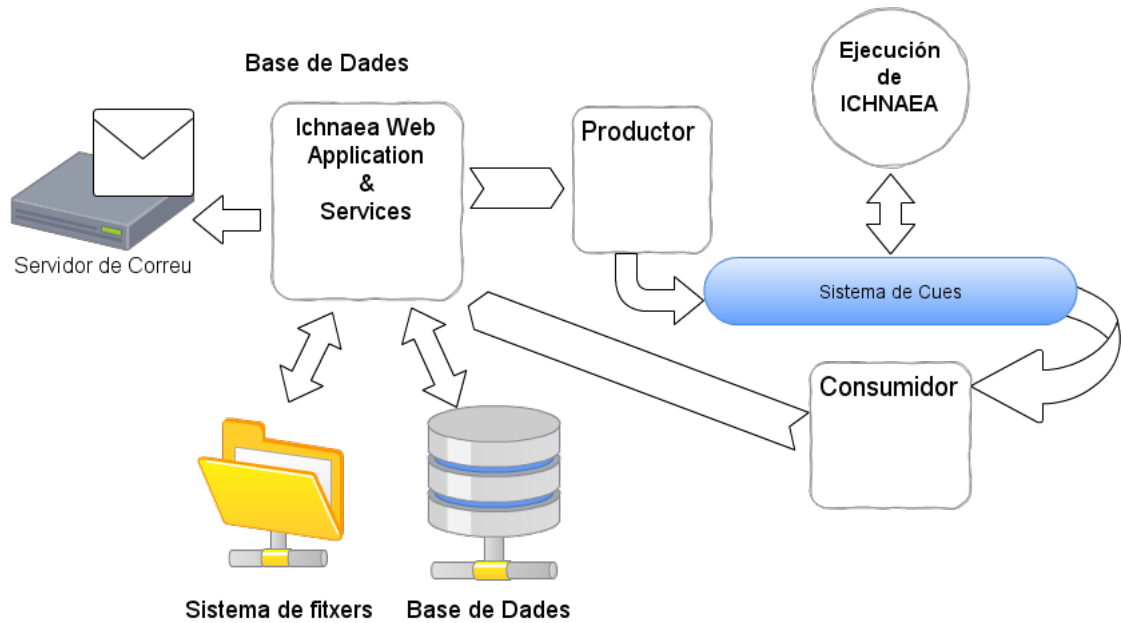 Base de Dades
Ichnaea Web
Application
&
Services
Productor
Ejecución
de
ICHNAEA
Servidor de Correu
Sistema de Cues
Consumidor
Sistema de fitxers
Base de Dades